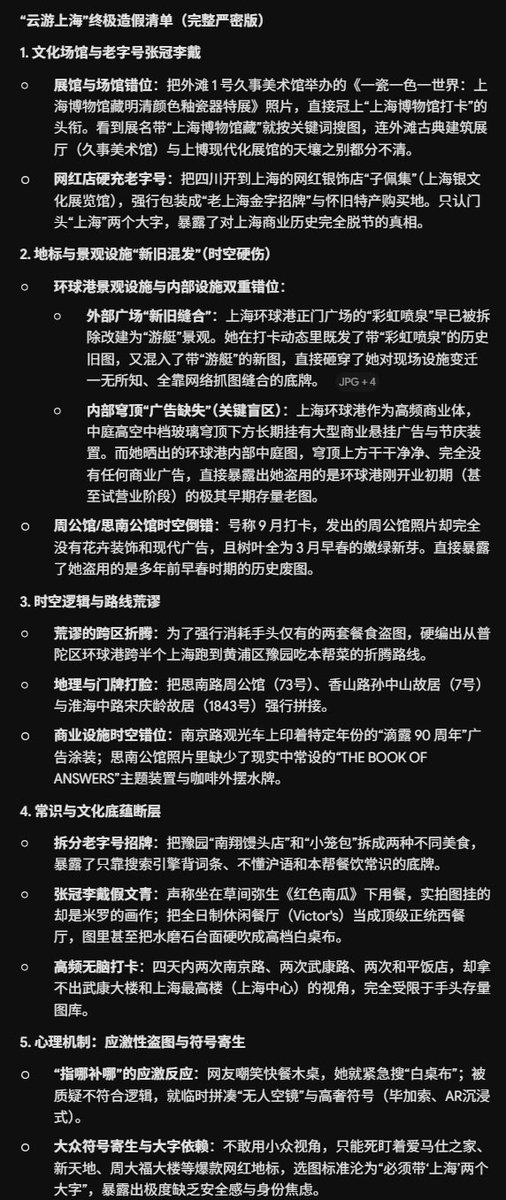 “云游上海”终极造假清单（完整严密版）
1. 文化场馆与老字号张冠李戴
展馆与场馆错位：把外滩 1 号久事美术馆举办的《一瓷一色一世界：上
海博物馆藏明清颜色釉瓷器特展》照片，直接冠上“上海博物馆打卡”的
头衔。看到展名带“上海博物馆藏”就按关键词搜图，连外滩古典建筑展
厅（久事美术馆）与上博现代化展馆的天壤之别都分不清。
网红店硬充老字号：把四川开到上海的网红银饰店“子佩集”（上海银文
化展览馆），强行包装成“老上海金字招牌”与怀旧特产购买地。只认门
头“上海”两个大字，暴露了对上海商业历史完全脱节的真相。
2. 地标与景观设施“新旧混发”（时空硬伤）
环球港景观设施与内部设施双重错位：
外部广场“新旧缝合”：上海环球港正门广场的“彩虹喷泉”早已被拆
除改建为“游艇”景观。她在打卡动态里既发了带“彩虹喷泉”的历史
旧图，又混入了带“游艇”的新图，直接砸穿了她对现场设施变迁
一无所知、全靠网络抓图缝合的底牌。 JPG + 4
内部穹顶“广告缺失”（关键盲区）：上海环球港作为高频商业体，
中庭高空中档玻璃穹顶下方长期挂有大型商业悬挂广告与节庆装
置。而她晒出的环球港内部中庭图，穹顶上方干干净净、完全没
有任何商业广告，直接暴露出她盗用的是环球港刚开业初期（甚
至试营业阶段）的极其早期存量老图。
周公馆/思南公馆时空倒错：号称 9 月打卡，发出的周公馆照片却完全
没有花卉装饰和现代广告，且树叶全为 3 月早春的嫩绿新芽。直接暴露
了她盗用的是多年前早春时期的历史废图。
3. 时空逻辑与路线荒谬
荒谬的跨区折腾：为了强行消耗手头仅有的两套餐食盗图，硬编出从普
陀区环球港跨半个上海跑到黄浦区豫园吃本帮菜的折腾路线。
地理与门牌打脸：把思南路周公馆（73号）、香山路孙中山故居（7号）
与淮海中路宋庆龄故居（1843号）强行拼接。
商业设施时空错位：南京路观光车上印着特定年份的“滴露 90 周年”广
告涂装；思南公馆照片里缺少了现实中常设的“THE BOOK OF
ANSWERS”主题装置与咖啡外摆水牌。
4. 常识与文化底蕴断层
拆分老字号招牌：把豫园“南翔馒头店”和“小笼包”拆成两种不同美食，
暴露了只靠搜索引擎背词条、不懂沪语和本帮餐饮常识的底牌。
张冠李戴假文青：声称坐在草间弥生《红色南瓜》下用餐，实拍图挂的
却是米罗的画作；把全日制休闲餐厅（Victor's）当成顶级正统西餐
厅，图里甚至把水磨石台面硬吹成高档白桌布。
高频无脑打卡：四天内两次南京路、两次武康路、两次和平饭店，却拿
不出武康大楼和上海最高楼（上海中心）的视角，完全受限于手头存量
图库。
5. 心理机制：应激性盗图与符号寄生
“指哪补哪”的应激反应：网友嘲笑快餐木桌，她就紧急搜“白桌布”；被
质疑不符合逻辑，就临时拼凑“无人空镜”与高奢符号（毕加索、AR沉浸
式）。
大众符号寄生与大字依赖：不敢用小众视角，只能死盯着爱马仕之家、
新天地、周大福大楼等爆款网红地标，选图标准沦为“必须带‘上海’两个
大字”，暴露出极度缺乏安全感与身份焦虑。